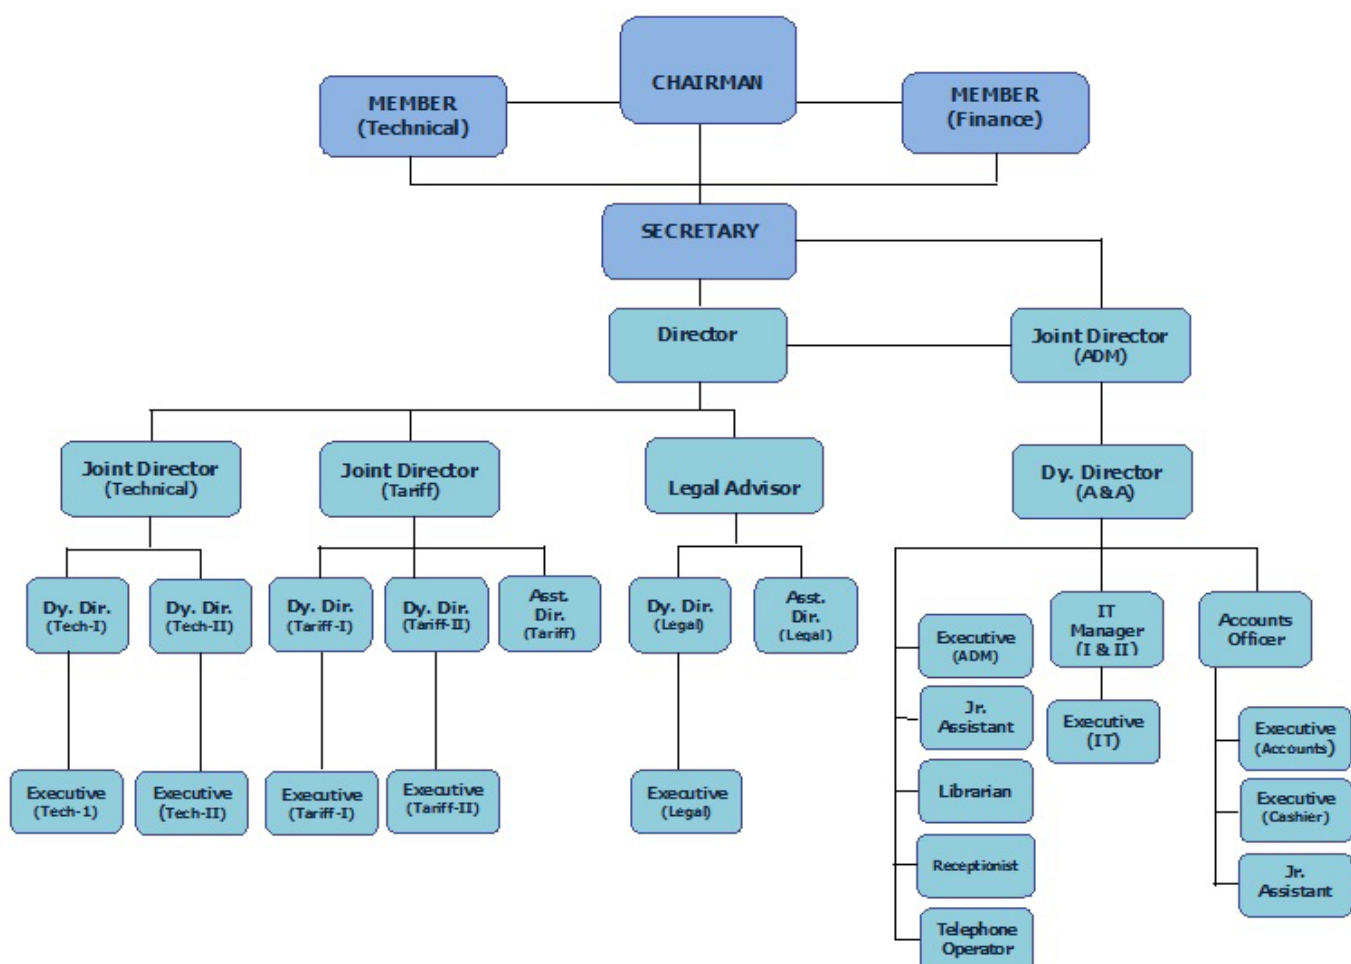 CHAIRMAN
MEMBER
(Technical)
MEMBER
(Finance)
SECRETARY
Director
Joint Director
(ADM)
Joint Director
(Technical)
Joint Director
(Tariff)
Legal Advisor
Dy. Director
(A&A)
Dy. Dir.
(Tech-I)
Dy. Dir.
(Tech-II)
Dy. Dir.
(Tariff-I)
Dy. Dir.
(Tariff-II)
Asst.
Dir.
(Tariff)
Dy. Dir.
(Legal)
Asst.
Dir.
(Legal)
Executive
(ADM)
IT
Manager
(I & II)
Accounts
Officer
Jr.
Assistant
Executive
(IT)
Executive
(Accounts)
Executive
(Tech-1)
Executive
(Tech-II)
Executive
(Tariff-I)
Executive
(Tariff-II)
Executive
(Legal)
Librarian
Executive
(Cashier)
Receptionist
Jr.
Assistant
Telephone
Operator